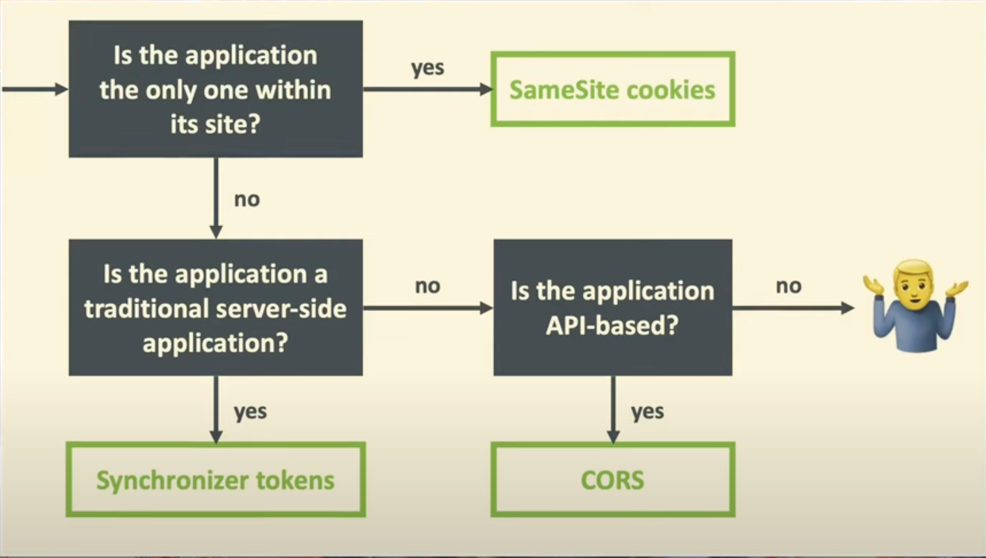 Is the application
the only one within
its site?
yes
SameSite cookies
no
Is the application a
traditional server-side
application?
no
Is the application
API-based?
no
yes
Synchronizer tokens
yes
CORS